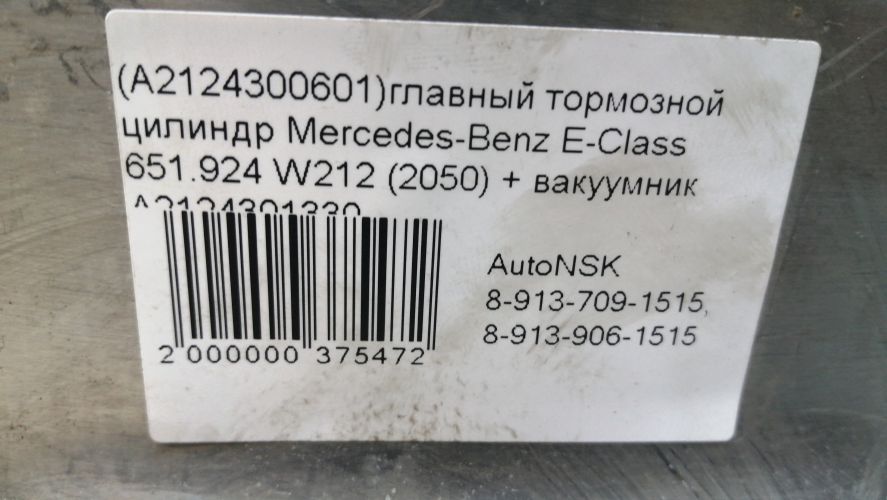 (A2124300601)главный тормозной
цилиндр Mercedes-Benz E-Class
651.924 W212 (2050) + вакуумник
A2124301330
AutoNSK
8-913-709-1515,
8-913-906-1515
2 000000 375472